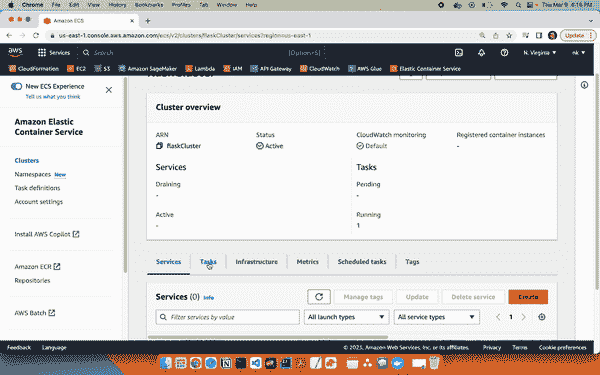 Chrome File Edit View History Bookmarks Profiles Tab Window Help Thu Mar 9 4:16 PM
Amazon ECS
us-east-1.console.aws.amazon.com/ecs/v2/clusters/flaskCluster/services?region=us-east-1 Update
aws Services Search [Option+S] N. Virginia nk
CloudFormation EC2 S3 Amazon SageMaker Lambda IAM API Gateway CloudWatch AWS Glue Elastic Container Service
New ECS Experience
Tell us what you think
Amazon Elastic
Container Service
Clusters
Namespaces New
Task definitions
Account settings
Install AWS Copilot
Amazon ECR
Repositories
AWS Batch
Cluster overview
ARN Status CloudWatch monitoring Registered container instances
flaskCluster Active Default -
Services Tasks
Draining Pending
- -
Active Running
- 1
Services Tasks Infrastructure Metrics Scheduled tasks Tags
Services (0) Info Manage tags Update Delete service Create
Filter services by value All launch types All service types 1
Feedback Language © 2023, Amazon Web Services, Inc. or its affiliates. Privacy Terms Cookie preferences